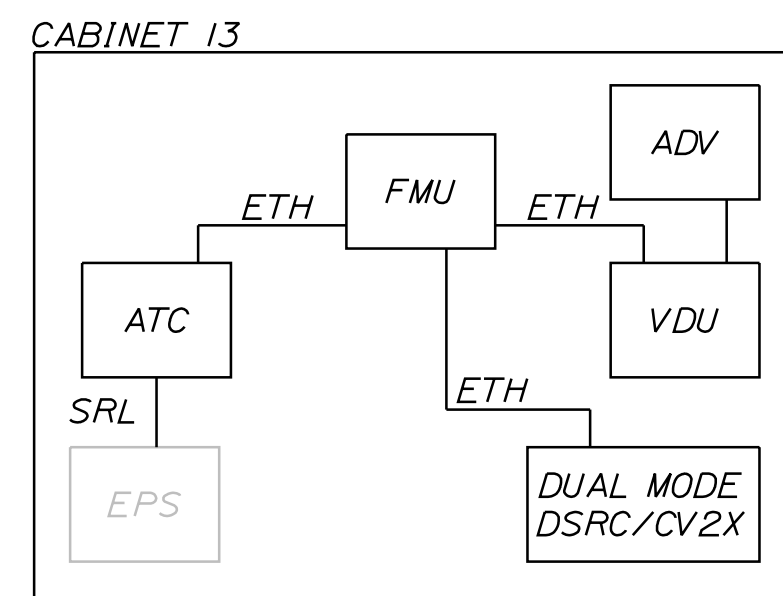 CABINET 13
ADV
FMU
ETH
ETH
ATC
VDU
ETH
SRL
EPS
DUAL MODE
DSRC/CV2X